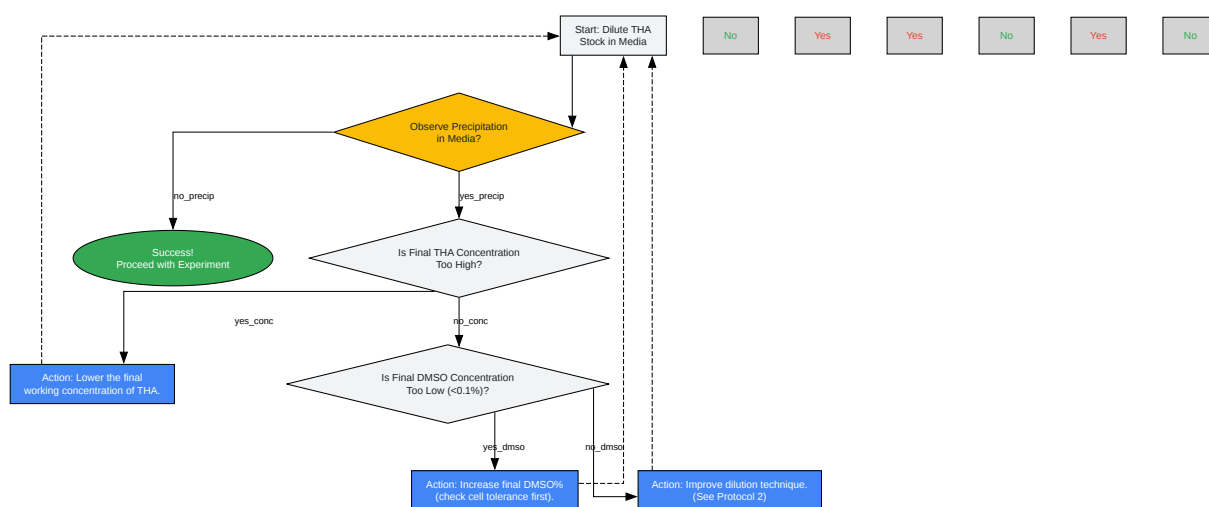 Start: Dilute THA
Stock in Media
No
Yes
Yes
No
Yes
No
Observe Precipitation
in Media?
no_precip
yes_precip
Success!
Proceed with Experiment
Is Final THA Concentration
Too High?
yes_conc
no_conc
Action: Lower the final
working concentration of THA.
Is Final DMSO Concentration
Too Low (<0.1%)?
yes_dmso
no_dmso
Action: Increase final DMSO%
(check cell tolerance first).
Action: Improve dilution technique.
(See Protocol 2)